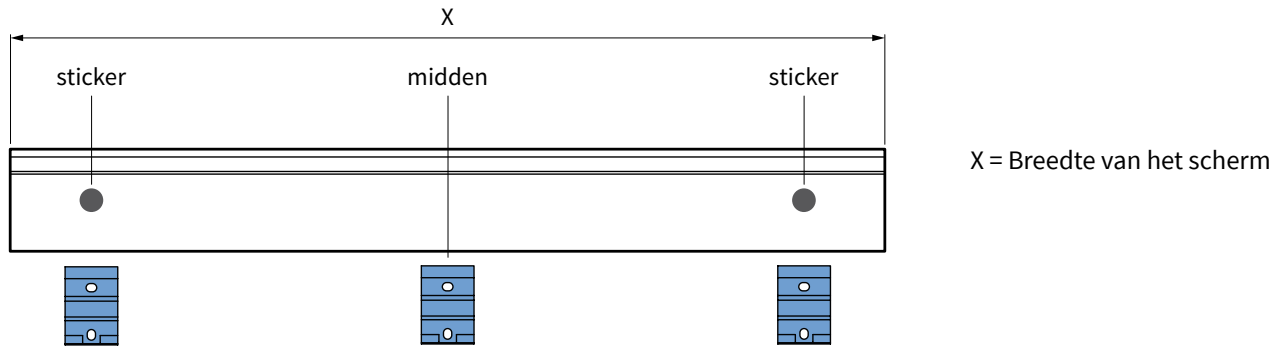 X
sticker midden sticker
X = Breedte van het scherm